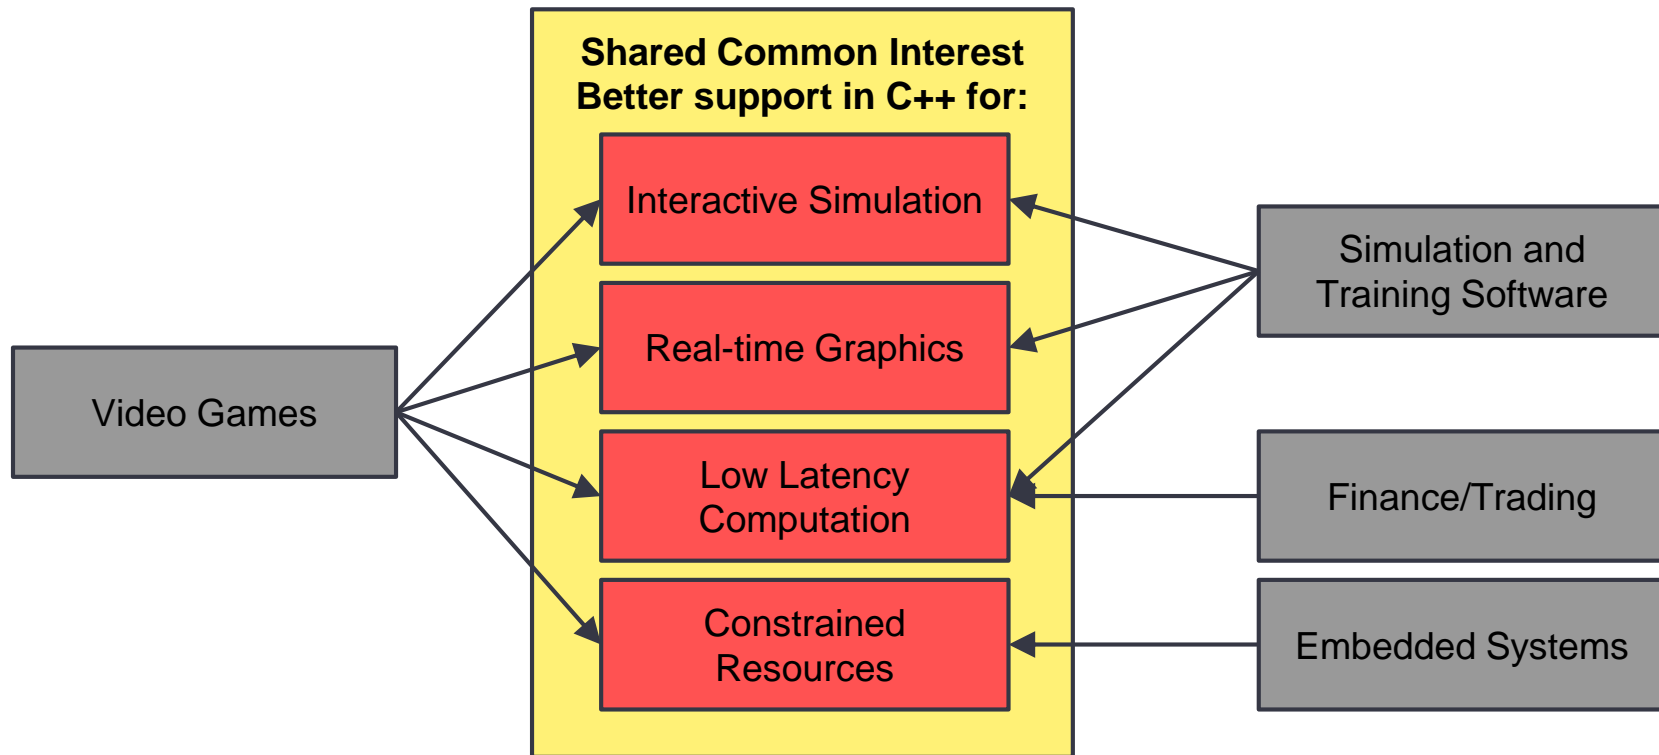 Shared Common Interest
Better support in C++ for:
Interactive Simulation
Real-time Graphics
Low Latency
Computation
Constrained
Resources
Video Games
Simulation and
Training Software
Finance/Trading
Embedded Systems